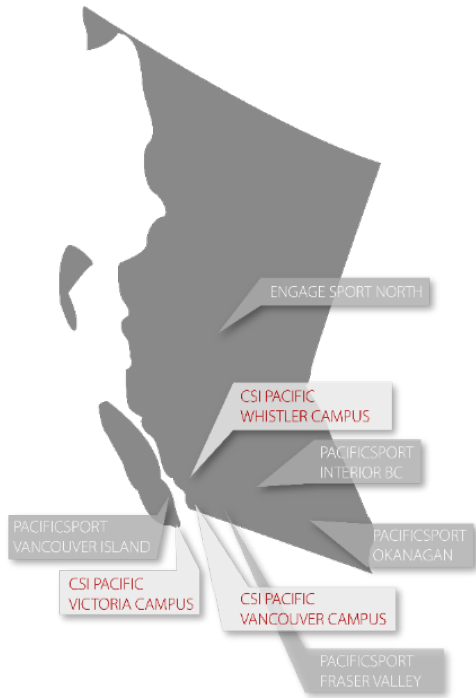 ENGAGE SPORT NORTH
CSI PACIFIC
WHISTLER CAMPUS
PACIFICSPORT
INTERIOR BC
PACIFICSPORT
VANCOUVER ISLAND
PACIFICSPORT
OKANAGAN
CSI PACIFIC
VICTORIA CAMPUS
CSI PACIFIC
VANCOUVER CAMPUS
PACIFICSPORT
FRASER VALLEY